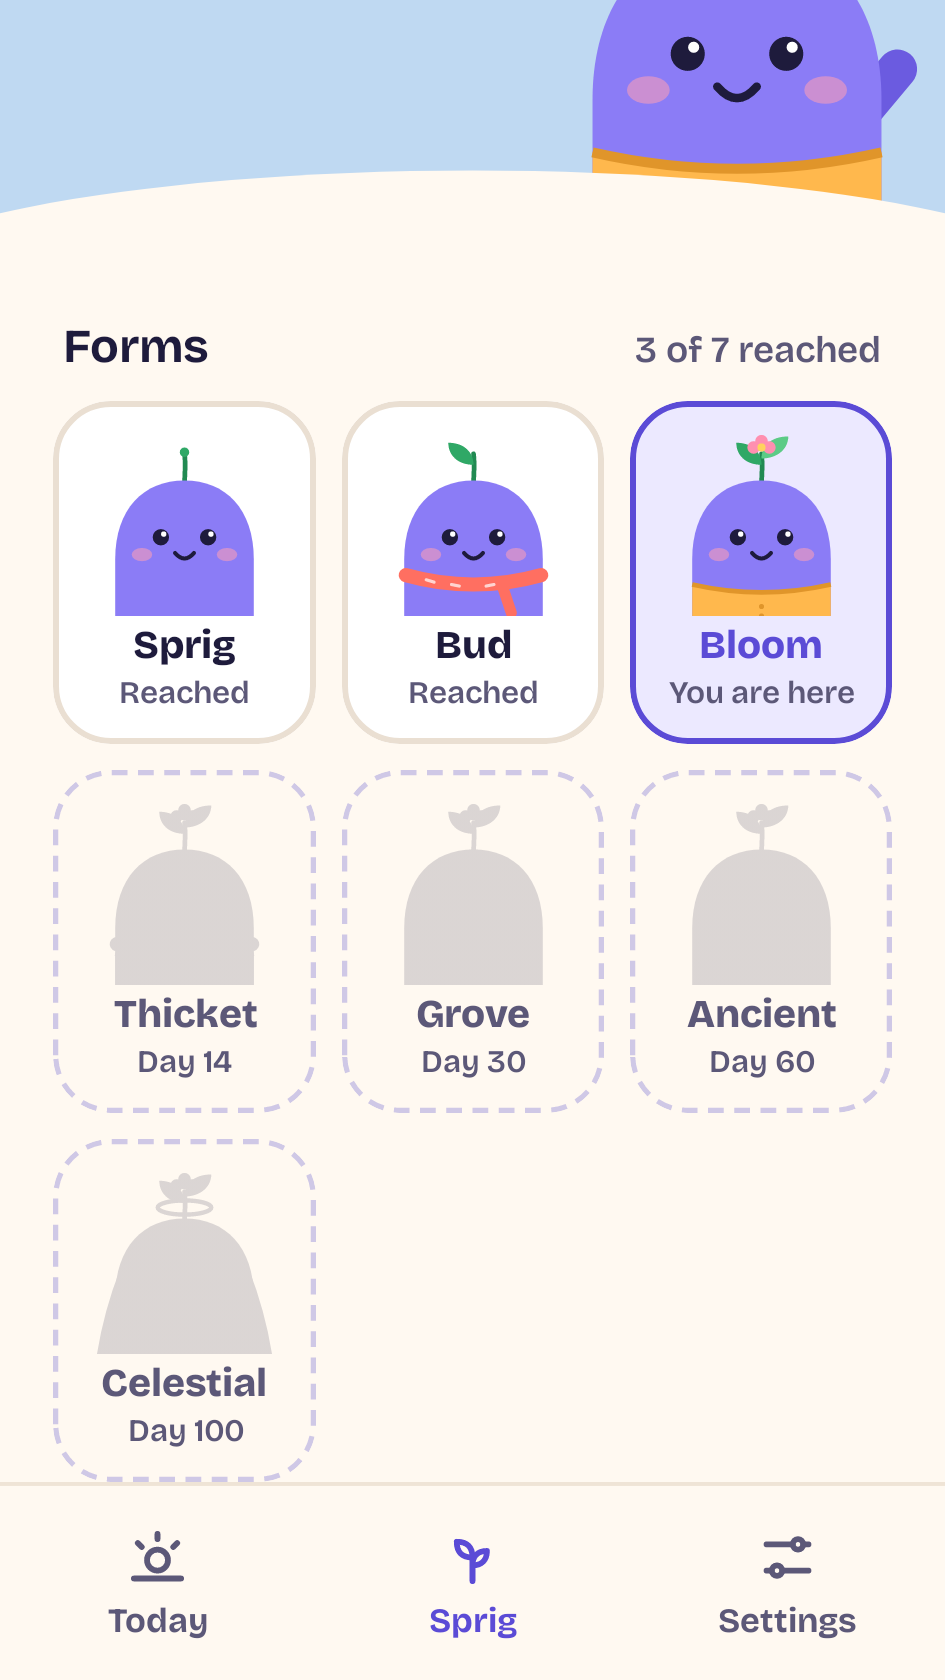 Forms
3 of 7 reached
Sprig
Reached
Bud
Reached
Bloom
You are here
Thicket
Day 14
Grove
Day 30
Ancient
Day 60
Celestial
Day 100
Today
Sprig
Settings